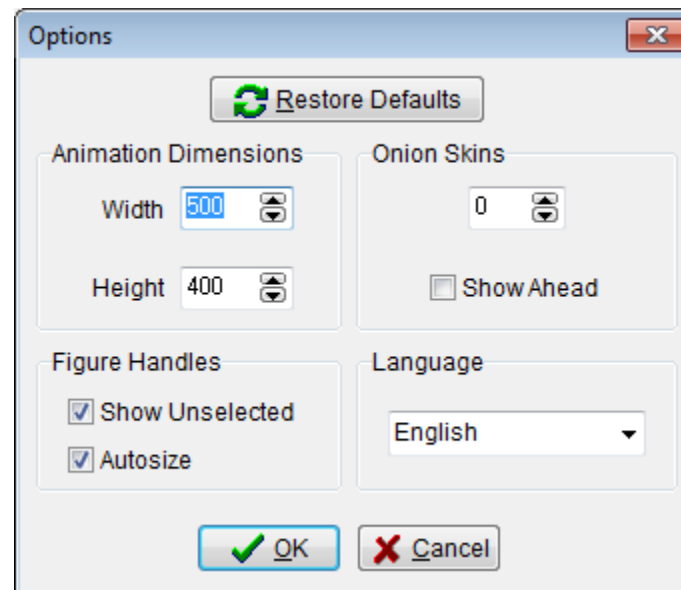 Options
Restore Defaults
Animation Dimensions
Width 500
Height 400
Onion Skins
0
Show Ahead
Figure Handles
Show Unselected
Autosize
Language
English
OK
Cancel